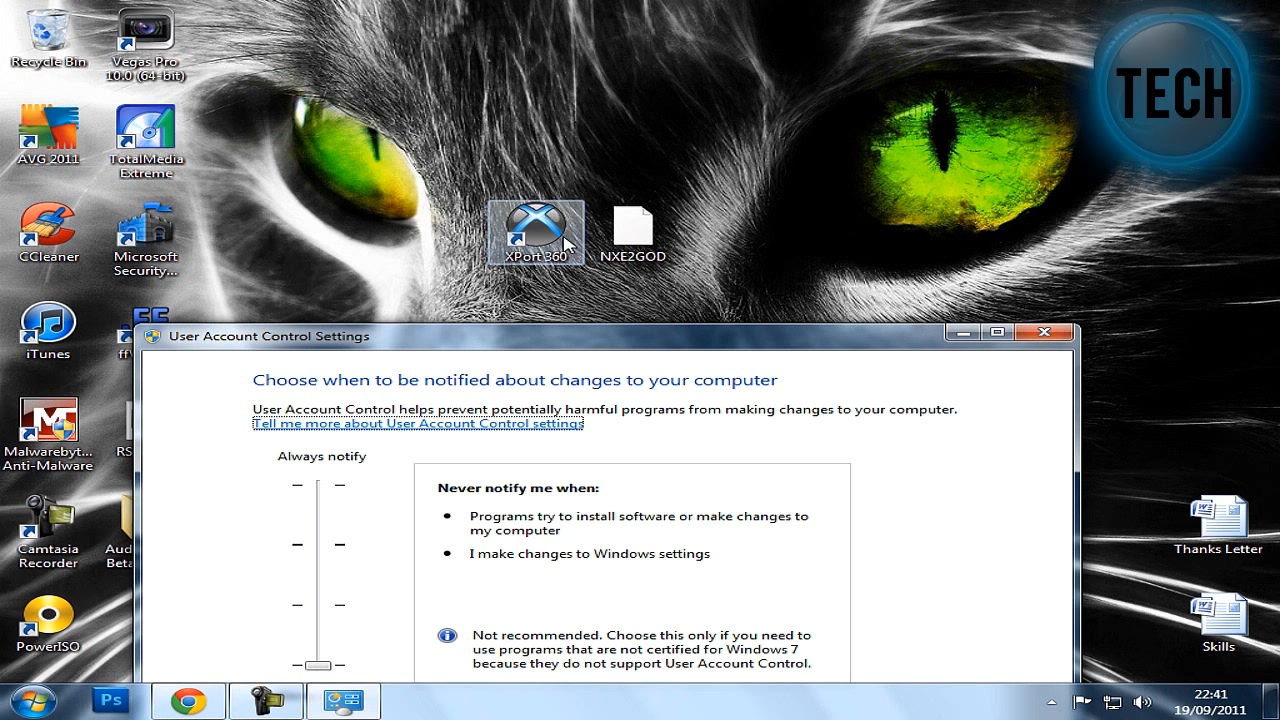 Recycle Bin
Vegas Pro
10.0 (64-bit)
TECH
AVG 2011
TotalMedia
Extreme
CCleaner
Microsoft
Security...
XPort 360
NXE2GOD
iTunes
ff
User Account Control Settings
Choose when to be notified about changes to your computer
User Account Control helps prevent potentially harmful programs from making changes to your computer.
Tell me more about User Account Control settings
Always notify
Never notify me when:
Programs try to install software or make changes to
my computer
I make changes to Windows settings
Not recommended. Choose this only if you need to
use programs that are not certified for Windows 7
because they do not support User Account Control.
Malwarebyt...
Anti-Malware
RS
Camtasia
Recorder
Aud
Beta
PowerISO
Thanks Letter
Skills
Ps
22:41
19/09/2011